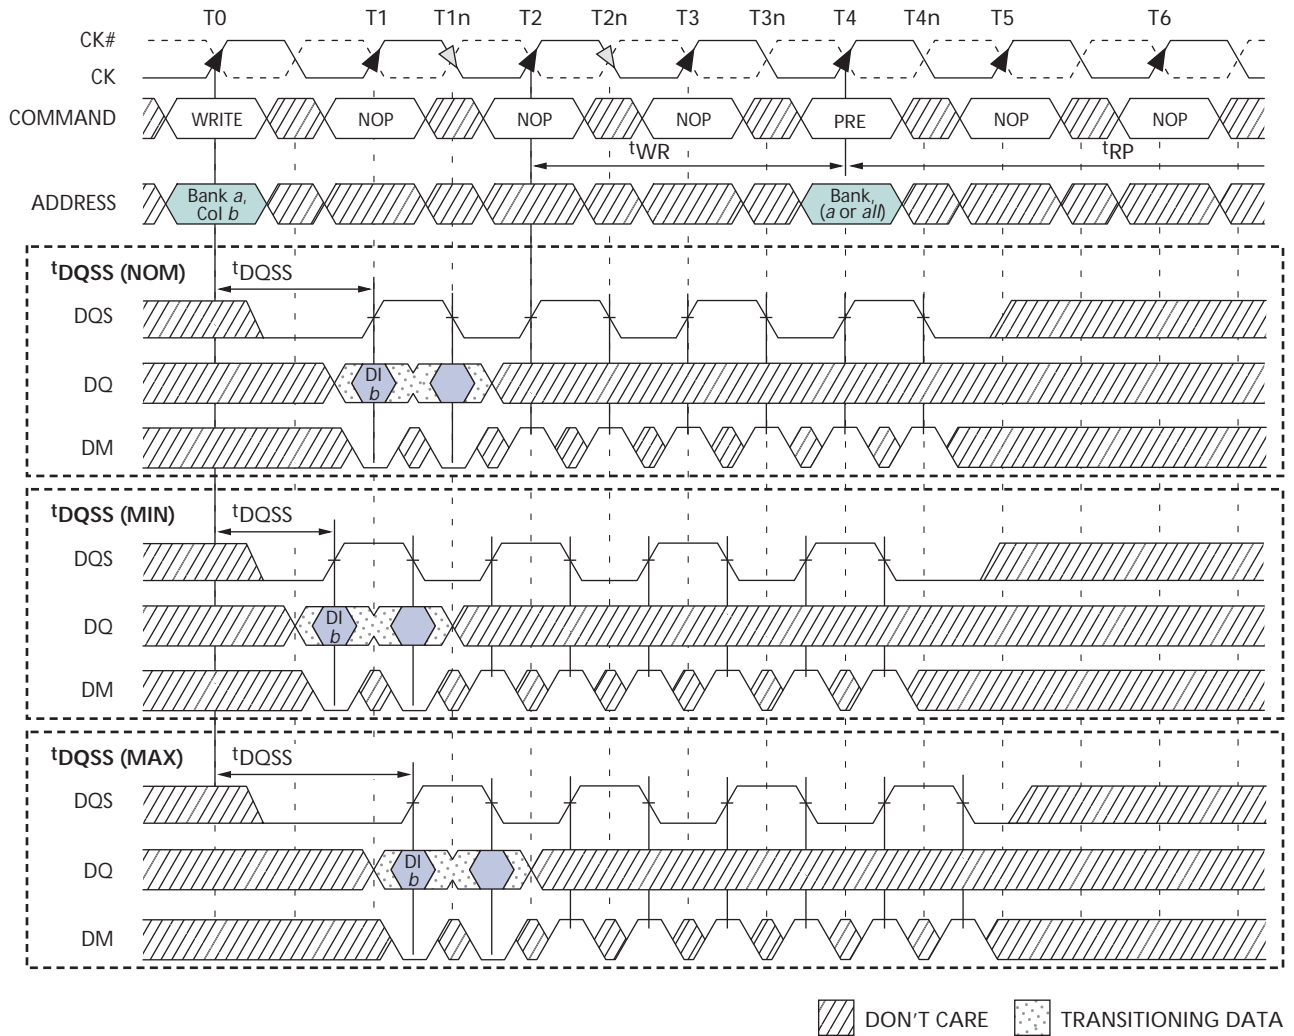 T0 T1 T1n T2 T2n T3 T3n T4 T4n T5 T6
CK#
CK
COMMAND WRITE NOP NOP NOP PRE NOP NOP
tWR tRP
ADDRESS Bank a, Col b Bank, (a or all)
tDQSS (NOM) tDQSS
DQS
DQ DI b
DM
tDQSS (MIN) tDQSS
DQS
DQ DI b
DM
tDQSS (MAX) tDQSS
DQS
DQ DI b
DM
DON'T CARE TRANSITIONING DATA